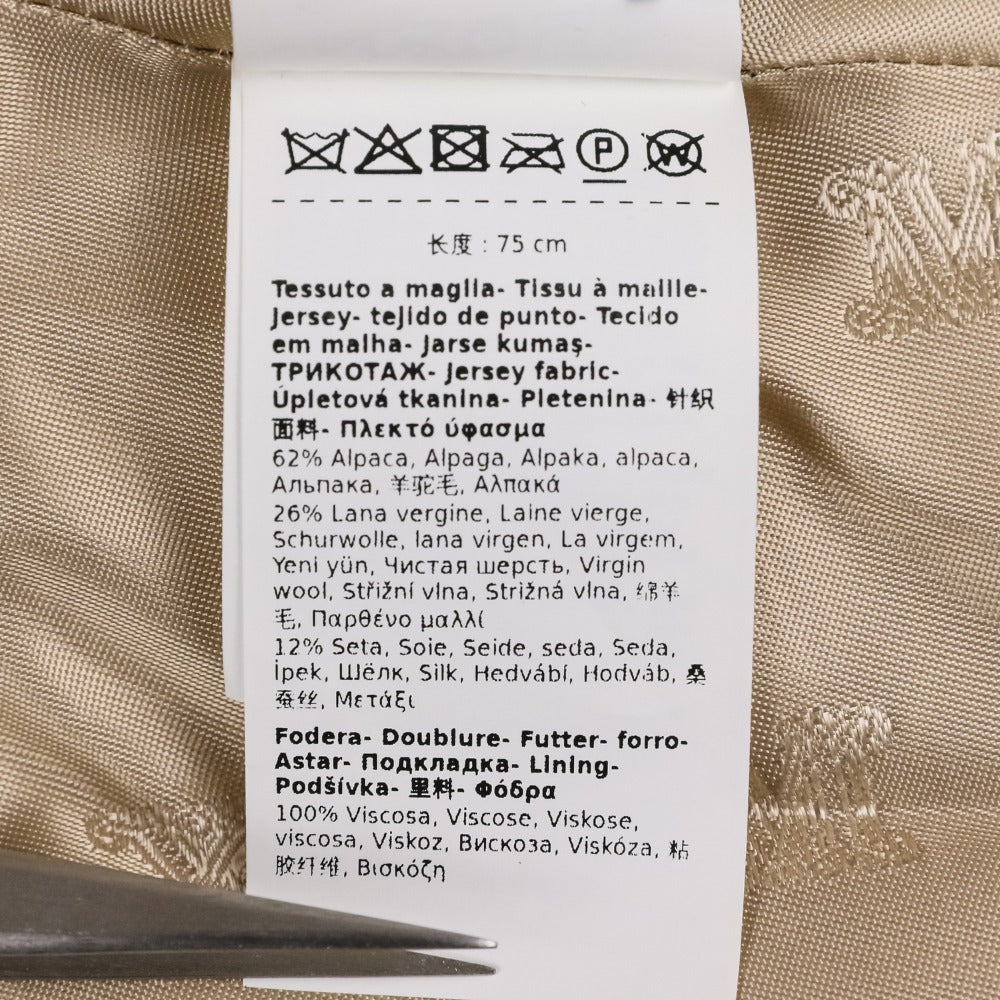 P W
长度 : 75 cm
Tessuto a maglia- Tissu à maille-
Jersey- tejido de punto- Tecido
em malha- Jarse kumaş-
ТРИКОТАЖ- Jersey fabric-
Úpletová tkanina- Pletenina- 针织
面料- Πλεκτό ύφασμα
62% Alpaca, Alpaga, Alpaka, alpaca,
Альпака, 羊驼毛, Αλπακά
26% Lana vergine, Laine vierge,
Schurwolle, lana virgen, La virgem,
Yeni yün, Чистая шерсть, Virgin
wool, Střižní vlna, Strižná vlna, 绵羊
毛, Παρθένο μαλλί
12% Seta, Soie, Seide, seda, Seda,
İpek, Шёлк, Silk, Hedvábí, Hodváb, 桑
蚕丝, Μετάξι
Fodera- Doublure- Futter- forro-
Astar- Подкладка- Lining-
Podšívka- 里料- Φόδρα
100% Viscosa, Viscose, Viskose,
viscosa, Viskoz, Вискоза, Viskóza, 粘
胶纤维, Βισκόζη